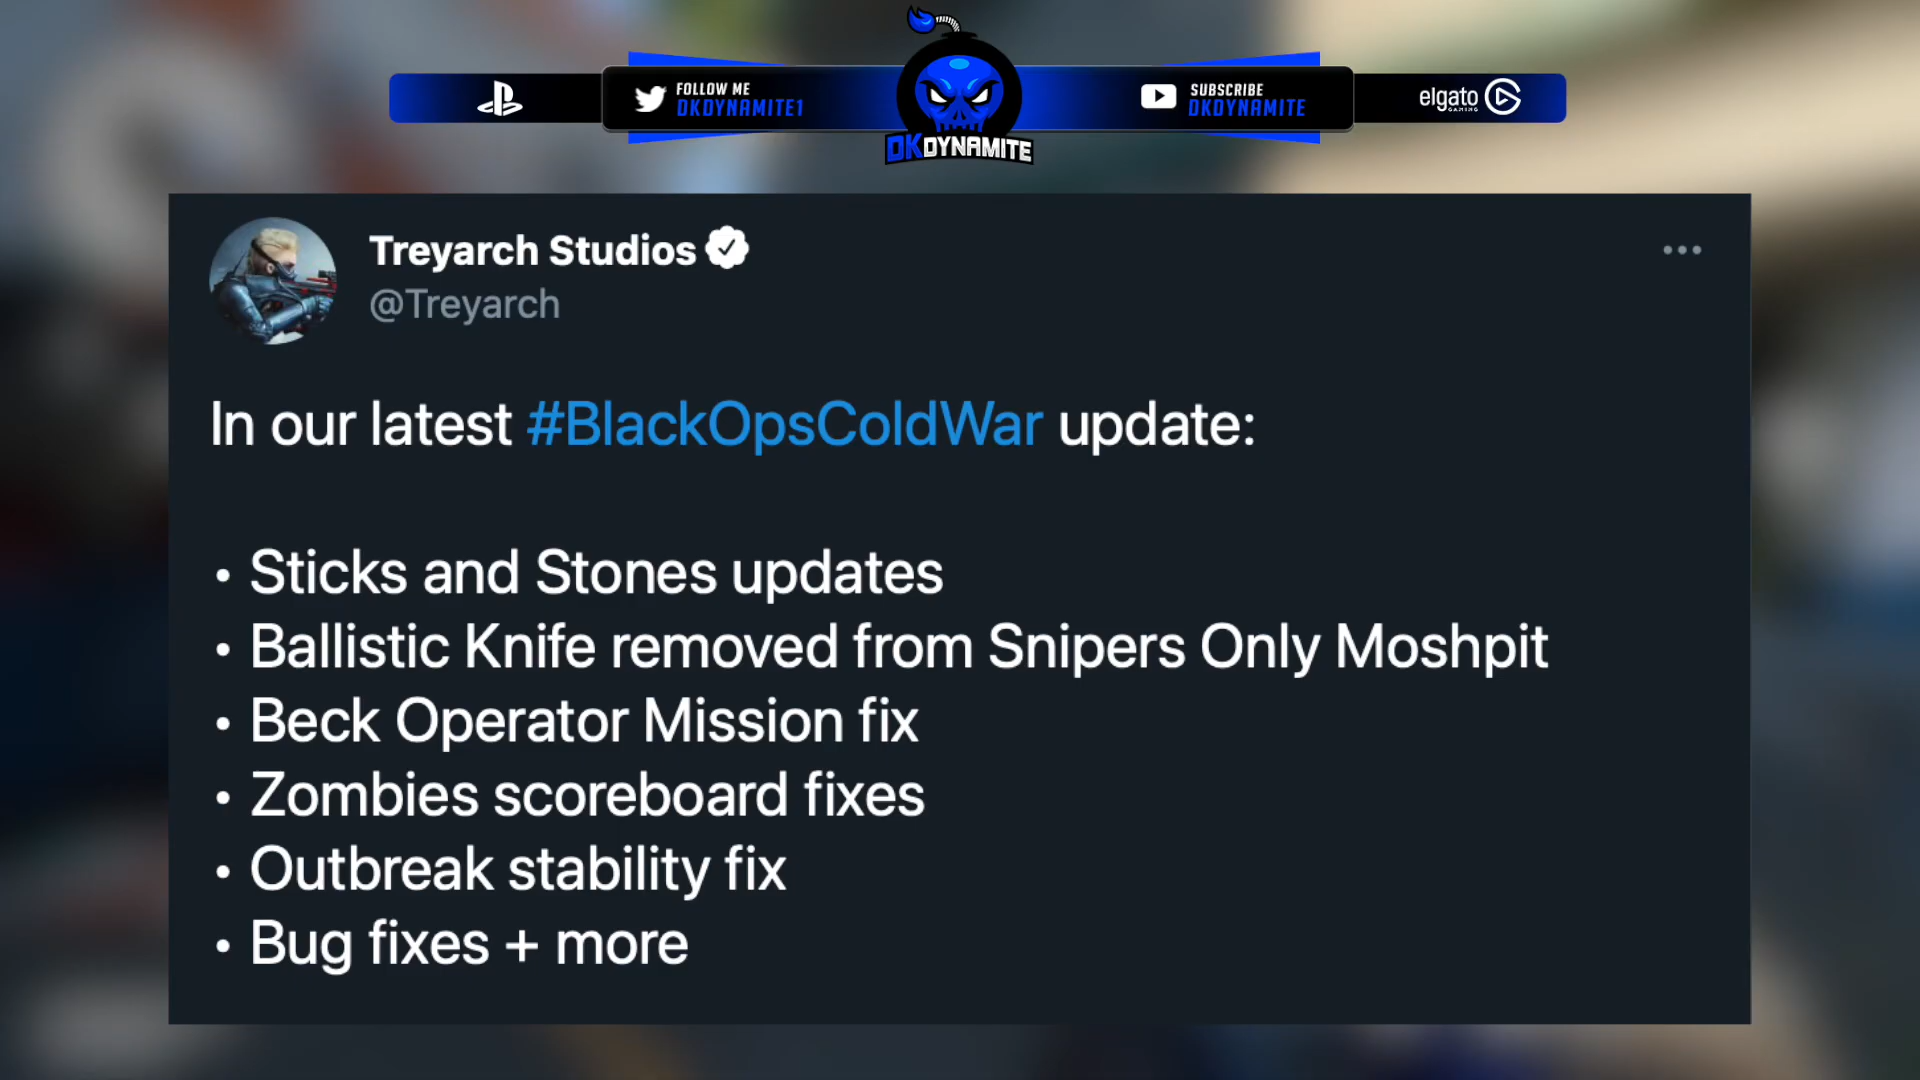 FOLLOW ME
DKDYNAMITE1
SUBSCRIBE
DKDYNAMITE
elgato
GAMING
DKDYNAMITE
Treyarch Studios
@Treyarch
In our latest #BlackOpsColdWar update:
• Sticks and Stones updates
• Ballistic Knife removed from Snipers Only Moshpit
• Beck Operator Mission fix
• Zombies scoreboard fixes
• Outbreak stability fix
• Bug fixes + more